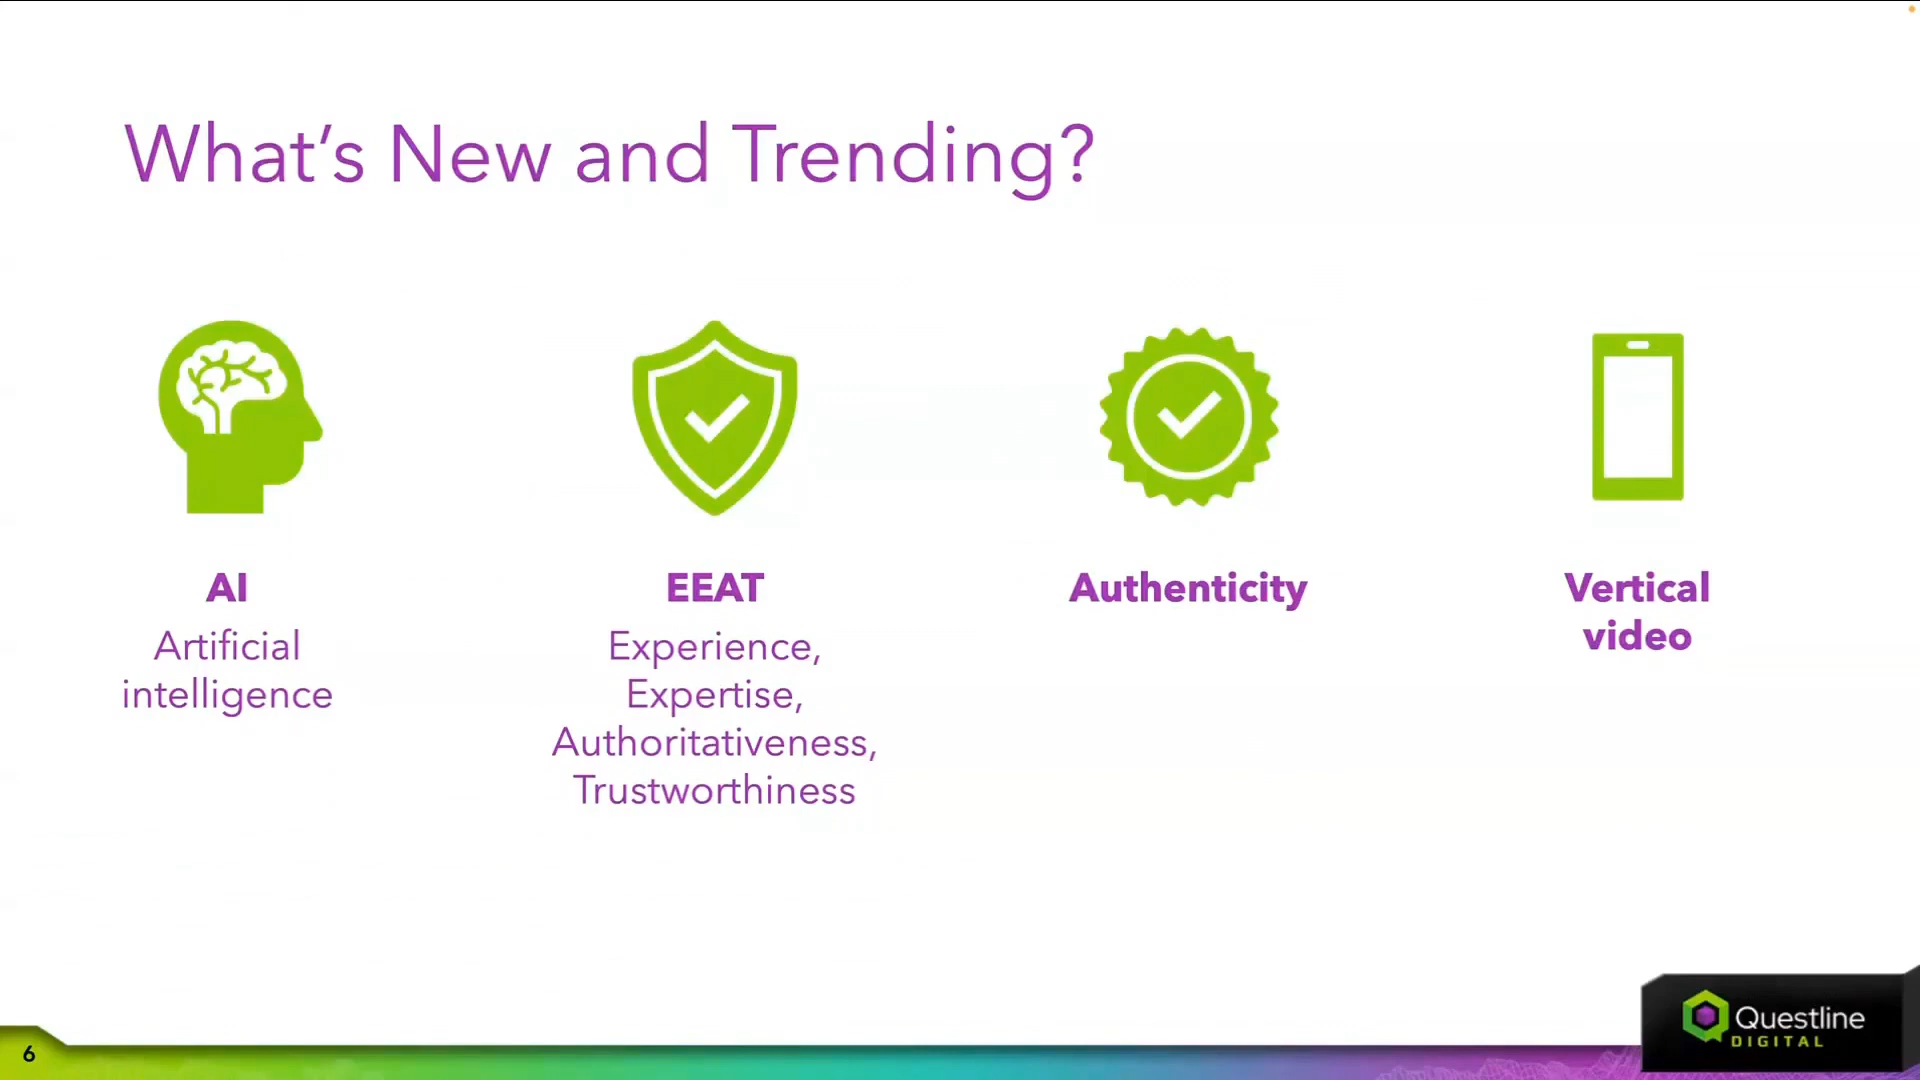 What's New and Trending?
AI
Artificial
intelligence
EEAT
Experience,
Expertise,
Authoritativeness,
Trustworthiness
Authenticity
Vertical
video
6
Questline
DIGITAL